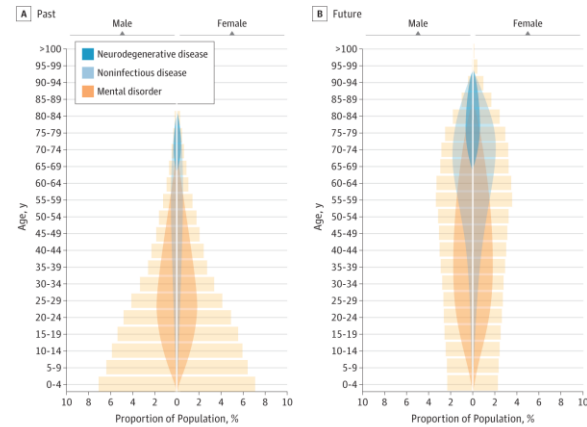 A Past
Male
Female
Neurodegenerative disease
Noninfectious disease
Mental disorder
Age, y
>100
95-99
90-94
85-89
80-84
75-79
70-74
65-69
60-64
55-59
50-54
45-49
40-44
35-39
30-34
25-29
20-24
15-19
10-14
5-9
0-4
10 8 6 4 2 0 2 4 6 8 10
Proportion of Population, %
B Future
Male
Female
Age, y
>100
95-99
90-94
85-89
80-84
75-79
70-74
65-69
60-64
55-59
50-54
45-49
40-44
35-39
30-34
25-29
20-24
15-19
10-14
5-9
0-4
10 8 6 4 2 0 2 4 6 8 10
Proportion of Population, %